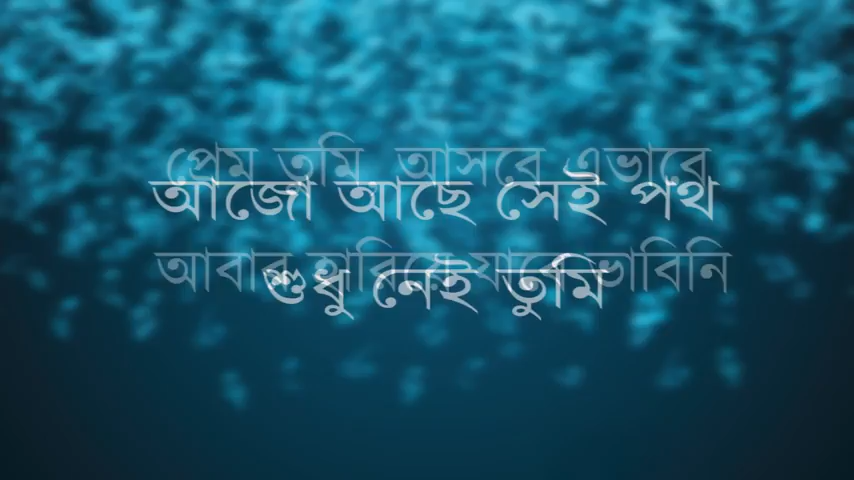 প্রেম তুমি আসবে এভাবে
আজো আছে সেই পথ
আবার হারিয়ে যাবে ভাবিনি
শুধু নেই তুমি